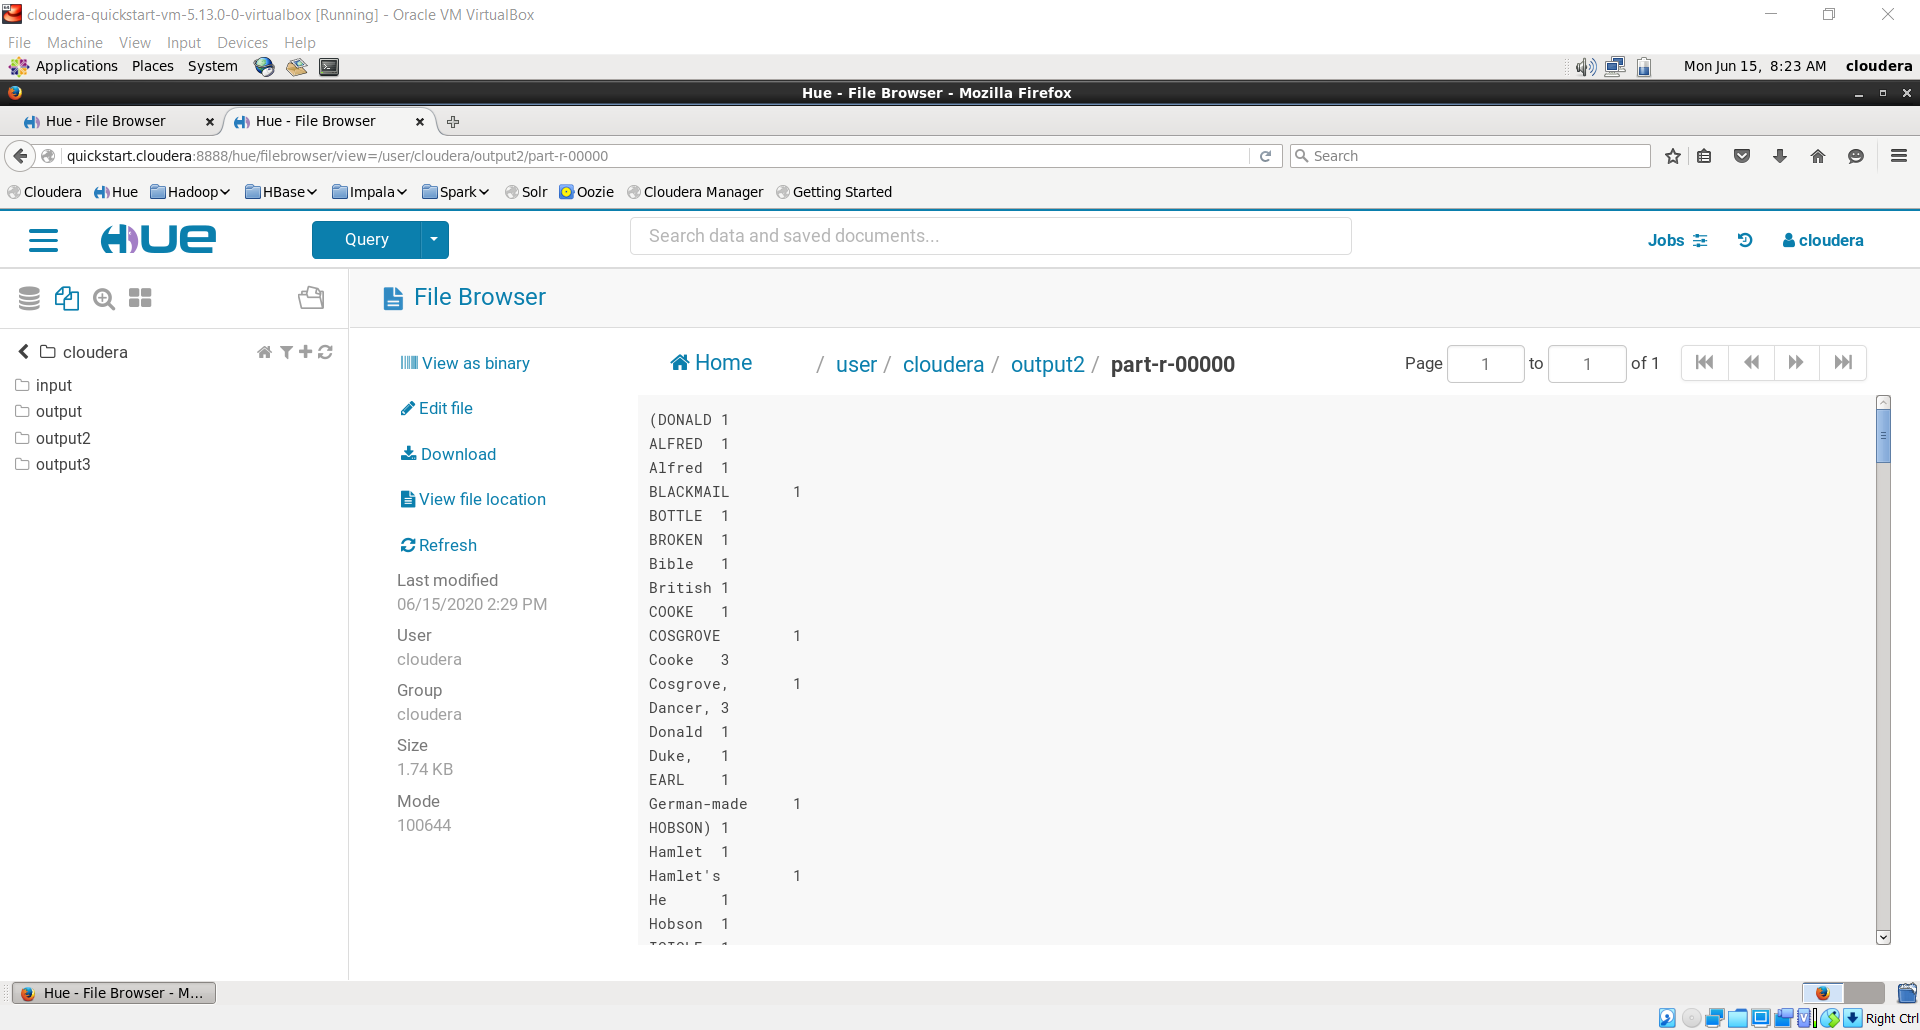 cloudera-quickstart-vm-5.13.0-0-virtualbox [Running] - Oracle VM VirtualBox
File Machine View Input Devices Help
Applications Places System Mon Jun 15, 8:23 AM cloudera
Hue - File Browser - Mozilla Firefox
Hue - File Browser Hue - File Browser
quickstart.cloudera:8888/hue/filebrowser/view=/user/cloudera/output2/part-r-00000 Search
Cloudera Hue Hadoop HBase Impala Spark Solr Oozie Cloudera Manager Getting Started
HUE Query Search data and saved documents... Jobs cloudera
File Browser
cloudera
input
output
output2
output3
View as binary
Edit file
Download
View file location
Refresh
Last modified
06/15/2020 2:29 PM
User
cloudera
Group
cloudera
Size
1.74 KB
Mode
100644
Home / user / cloudera / output2 / part-r-00000 Page 1 to 1 of 1
(DONALD 1
ALFRED 1
Alfred 1
BLACKMAIL 1
BOTTLE 1
BROKEN 1
Bible 1
British 1
COOKE 1
COSGROVE 1
Cooke 3
Cosgrove, 1
Dancer, 3
Donald 1
Duke, 1
EARL 1
German-made 1
HOBSON) 1
Hamlet 1
Hamlet's 1
He 1
Hobson 1
Hue - File Browser - M...
Right Ctrl